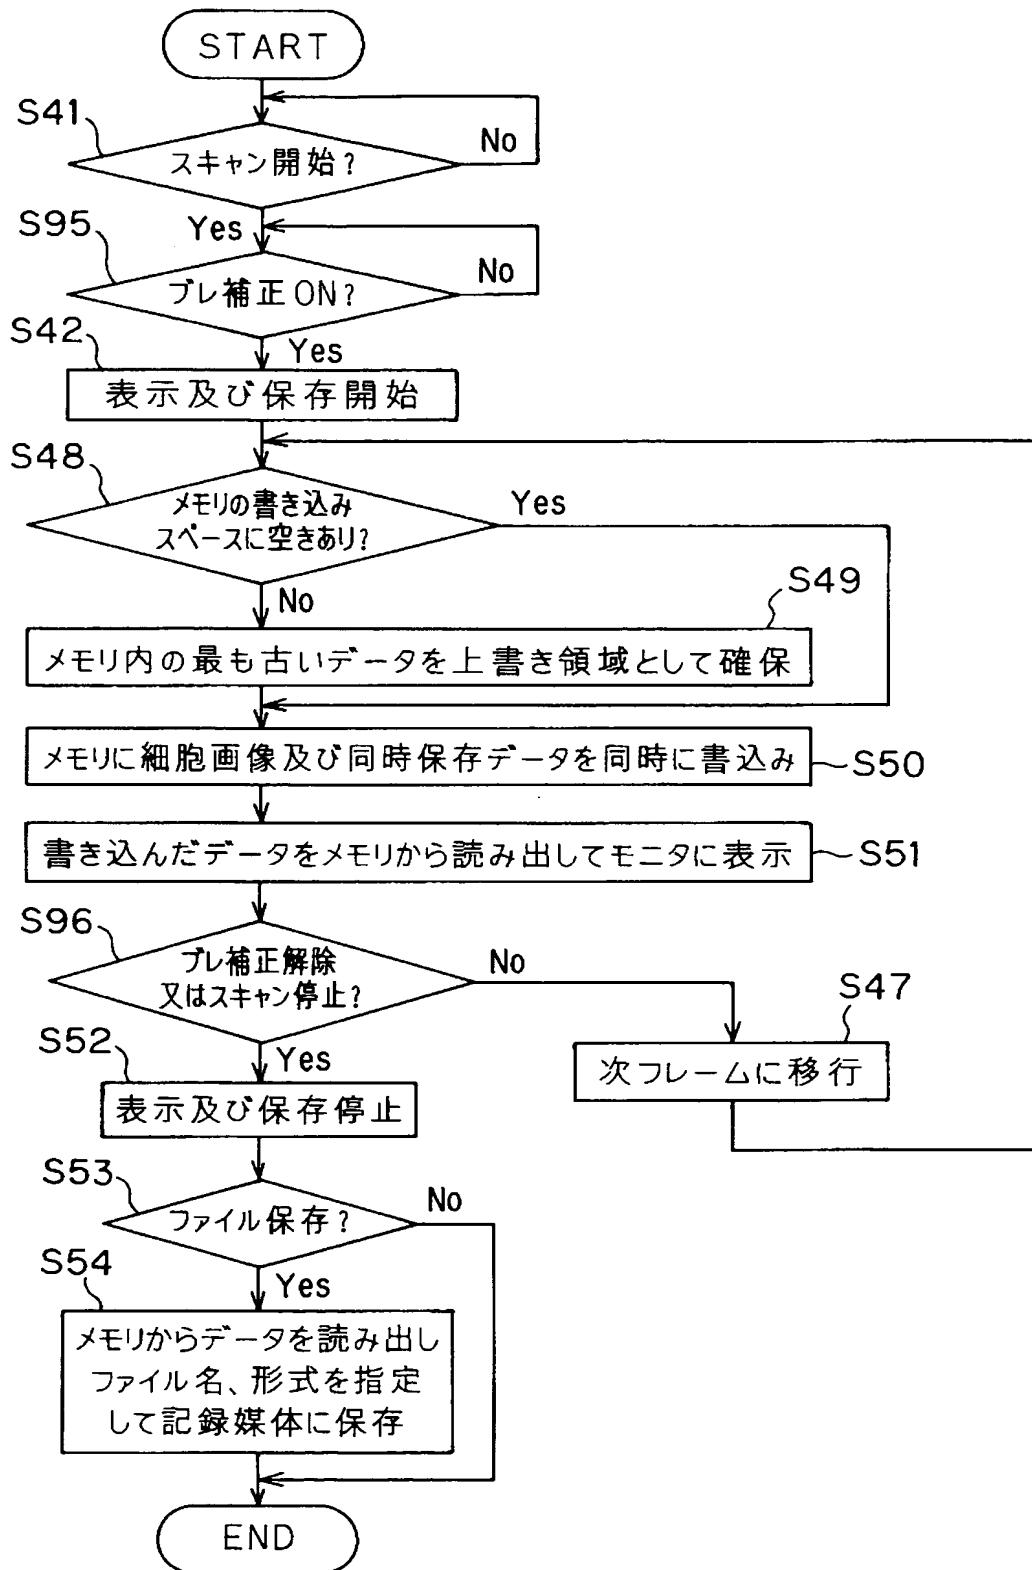 START
S41
スキャン開始?
No
S95
Yes
ブレ補正ON?
No
S42
Yes
表示及び保存開始
S48
メモリの書き込み
スペースに空きあり?
Yes
No
S49
メモリ内の最も古いデータを上書き領域として確保
メモリに細胞画像及び同時保存データを同時に書込み
S50
書き込んだデータをメモリから読み出してモニタに表示
S51
S96
ブレ補正解除
又はスキャン停止?
No
S47
次フレームに移行
Yes
S52
表示及び保存停止
S53
ファイル保存?
No
S54
Yes
メモリからデータを読み出し
ファイル名、形式を指定
して記録媒体に保存
END